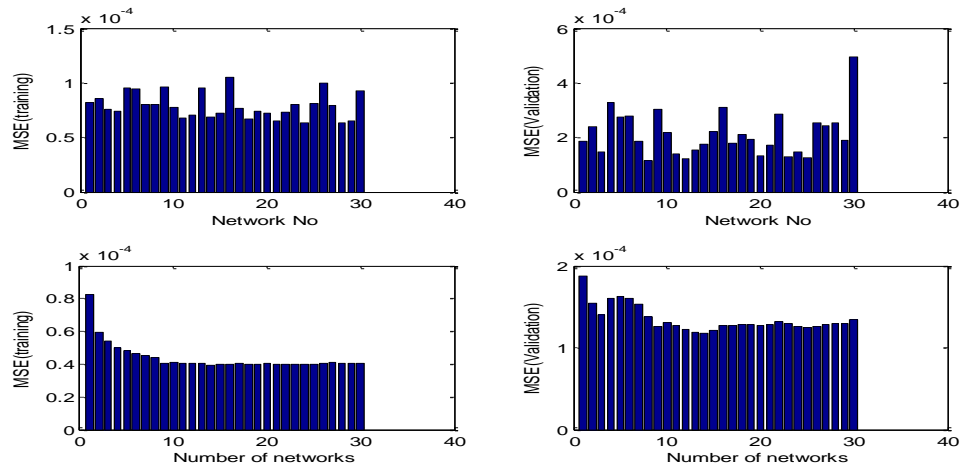 x 10-4
1.5
1
0.5
0
MSE(training)
0 10 20 30 40
Network No
x 10-4
6
4
2
0
MSE(Validation)
0 10 20 30 40
Network No
x 10-4
1
0.8
0.6
0.4
0.2
0
MSE(training)
0 10 20 30 40
Number of networks
x 10-4
2
1
0
MSE(Validation)
0 10 20 30 40
Number of networks